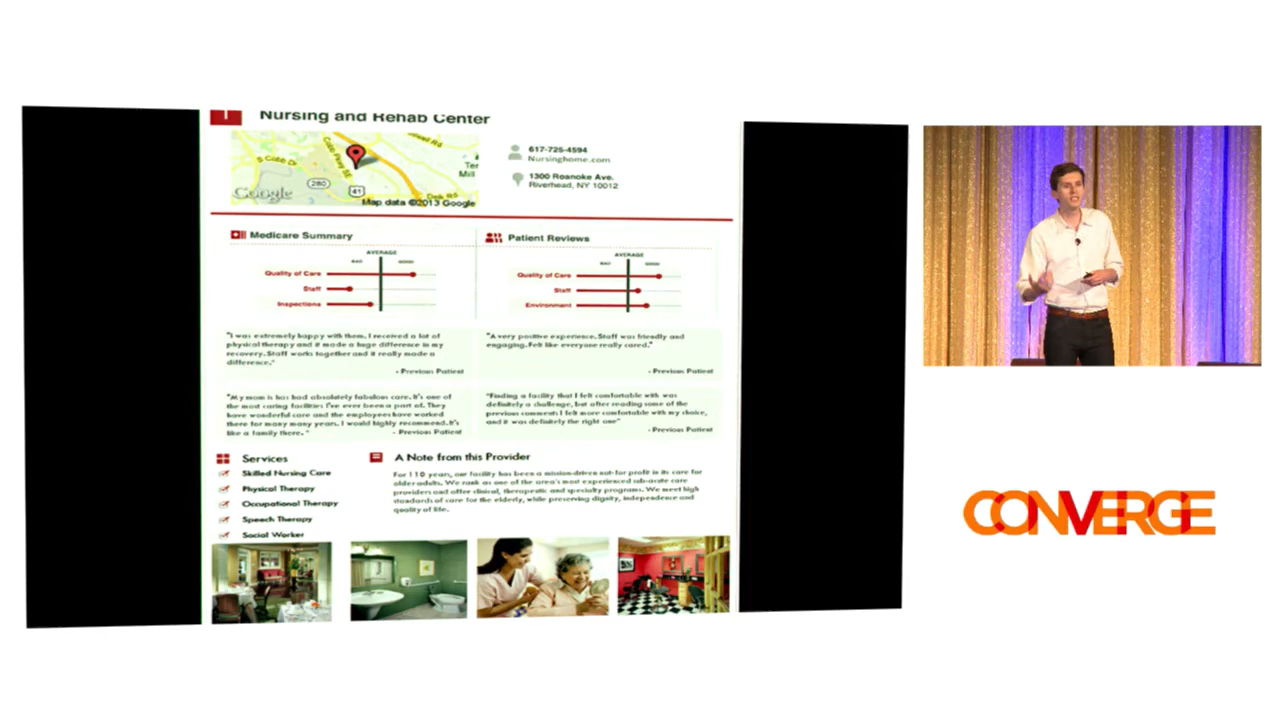 Nursing and Rehab Center
S Cobb Dr
Cobb Pkwy SE
280
41
Google
Map data ©2013 Google
617-725-4594
Nursinghome.com
1300 Roanoke Ave.
Riverhead, NY 10012
Medicare Summary
AVERAGE
BAD GOOD
Quality of Care
Staff
Inspections
Patient Reviews
AVERAGE
BAD GOOD
Quality of Care
Staff
Environment
"I was extremely happy with them. I received a lot of
physical therapy and it made a huge difference in my
recovery. Staff works together and it really made a
difference."
- Previous Patient
"A very positive experience. Staff was friendly and
engaging. Felt like everyone really cared."
- Previous Patient
"My mom is has had absolutely fabulous care. It's one of
the most caring facilities I've ever been a part of. They
have wonderful care and the employees have worked
there for many many years. I would highly recommend. It's
like a family there. "
- Previous Patient
"Finding a facility that I felt comfortable with was
definitely a challenge, but after reading some of the
previous comments I felt more comfortable with my choice,
and it was definitely the right one"
- Previous Patient
Services
Skilled Nursing Care
Physical Therapy
Occupational Therapy
Speech Therapy
Social Worker
A Note from this Provider
For 110 years, our facility has been a mission-driven not-for profit in its care for
older adults. We rank as one of the area's most experienced sub-acute care
providers and offer clinical, therapeutic and specialty programs. We meet high
standards of care for the elderly, while preserving dignity, independence and
quality of life.
CONVERGE